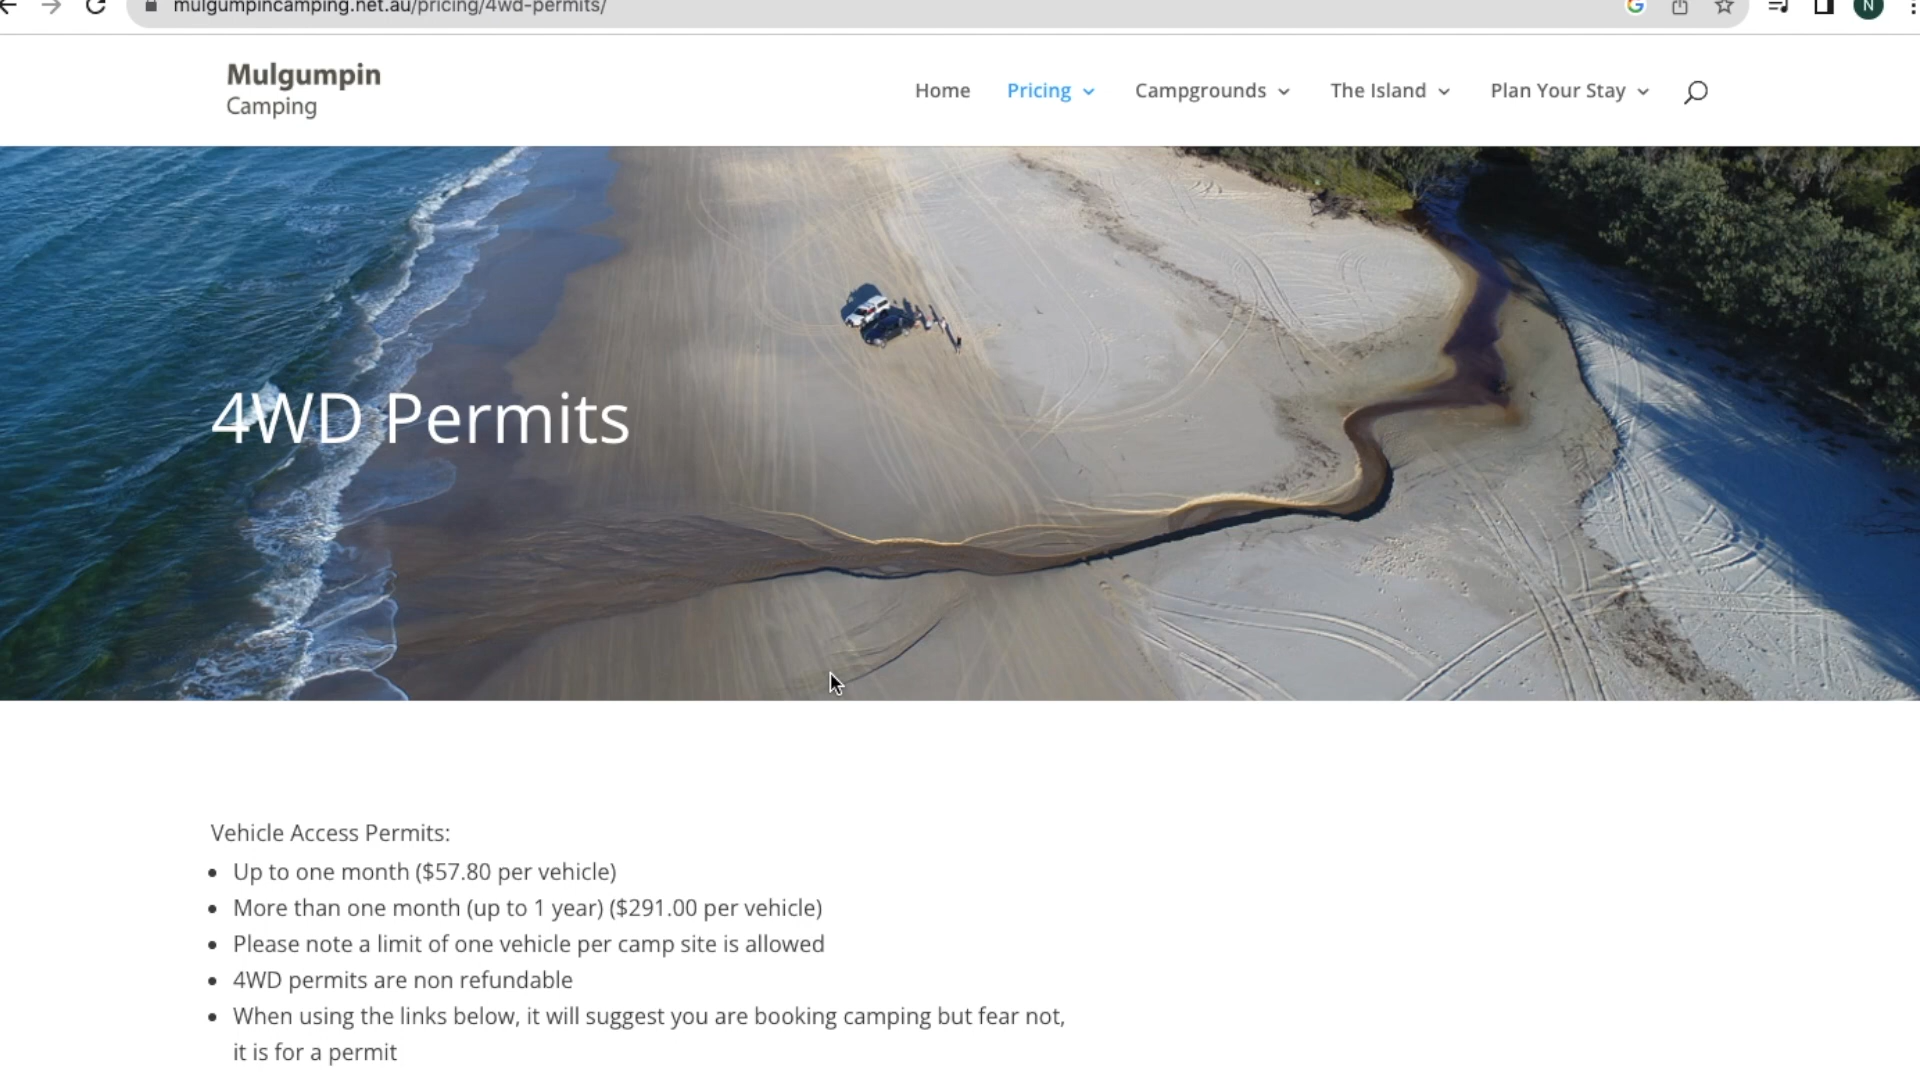 mulgumpincamping.net.au/pricing/4wd-permits/
N
Mulgumpin
Camping
Home Pricing Campgrounds The Island Plan Your Stay
4WD Permits
Vehicle Access Permits:
• Up to one month ($57.80 per vehicle)
• More than one month (up to 1 year) ($291.00 per vehicle)
• Please note a limit of one vehicle per camp site is allowed
• 4WD permits are non refundable
• When using the links below, it will suggest you are booking camping but fear not,
it is for a permit